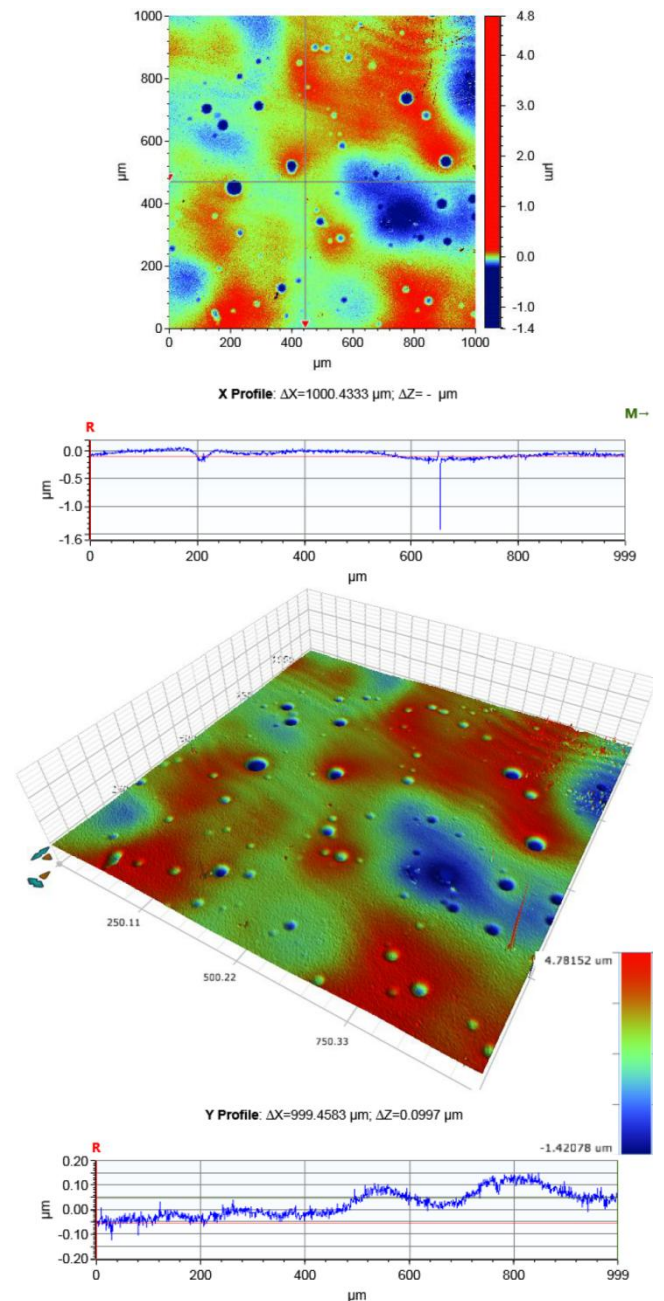 1000
800
600
400
200
0
µm
0 200 400 600 800 1000
µm
4.8
4.0
3.0
2.0
1.0
0.0
-1.0
-1.4
µm
X Profile: ΔX=1000.4333 µm; ΔZ= - µm
M→
R
0.0
-0.5
-1.0
-1.6
µm
0 200 400 600 800 999
µm
250.11
500.22
750.33
4.78152 um
-1.42078 um
Y Profile: ΔX=999.4583 µm; ΔZ=0.0997 µm
R
0.20
0.10
0.00
-0.10
-0.20
µm
0 200 400 600 800 999
µm